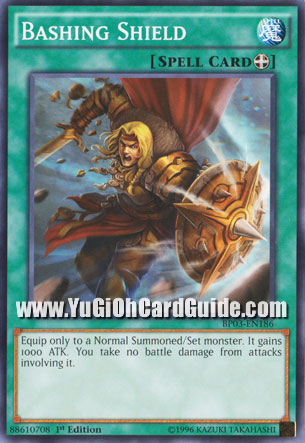 Bashing Shield
[Spell Card]
www.YuGiOhCardGuide.com
BP03-EN186
Equip only to a Normal Summoned/Set monster. It gains
1000 ATK. You take no battle damage from attacks
involving it.
88610708 1st Edition ©1996 KAZUKI TAKAHASHI